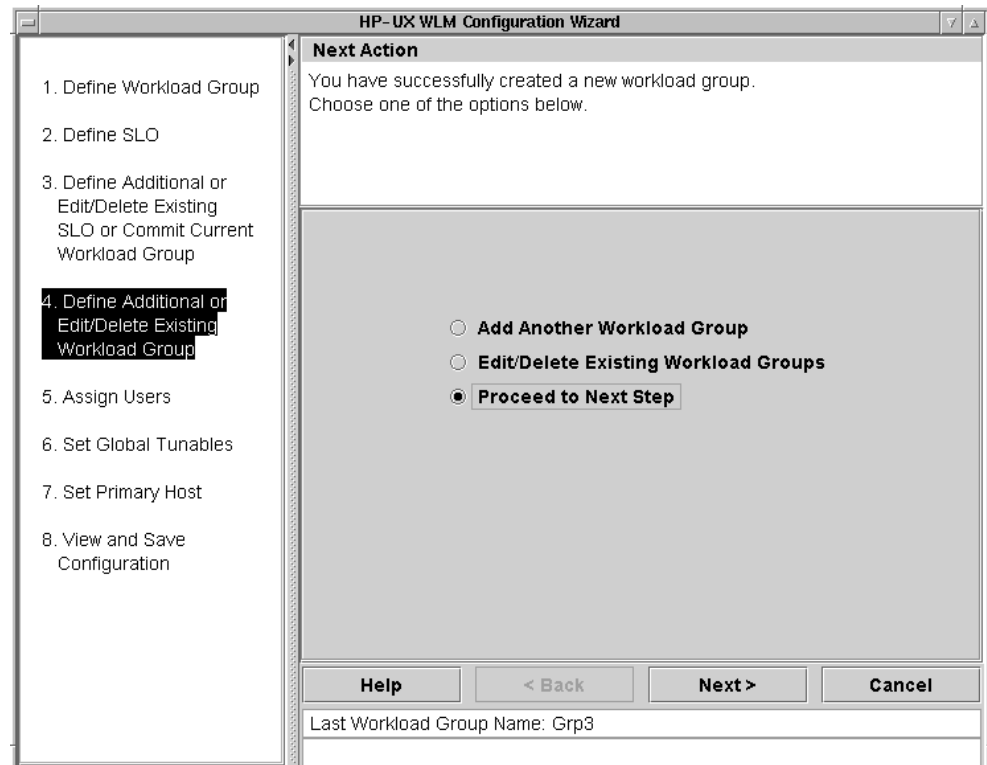 HP-UX WLM Configuration Wizard
1. Define Workload Group
2. Define SLO
3. Define Additional or
Edit/Delete Existing
SLO or Commit Current
Workload Group
4. Define Additional or
Edit/Delete Existing
Workload Group
5. Assign Users
6. Set Global Tunables
7. Set Primary Host
8. View and Save
Configuration
Next Action
You have successfully created a new workload group.
Choose one of the options below.
Add Another Workload Group
Edit/Delete Existing Workload Groups
Proceed to Next Step
Help
< Back
Next >
Cancel
Last Workload Group Name: Grp3